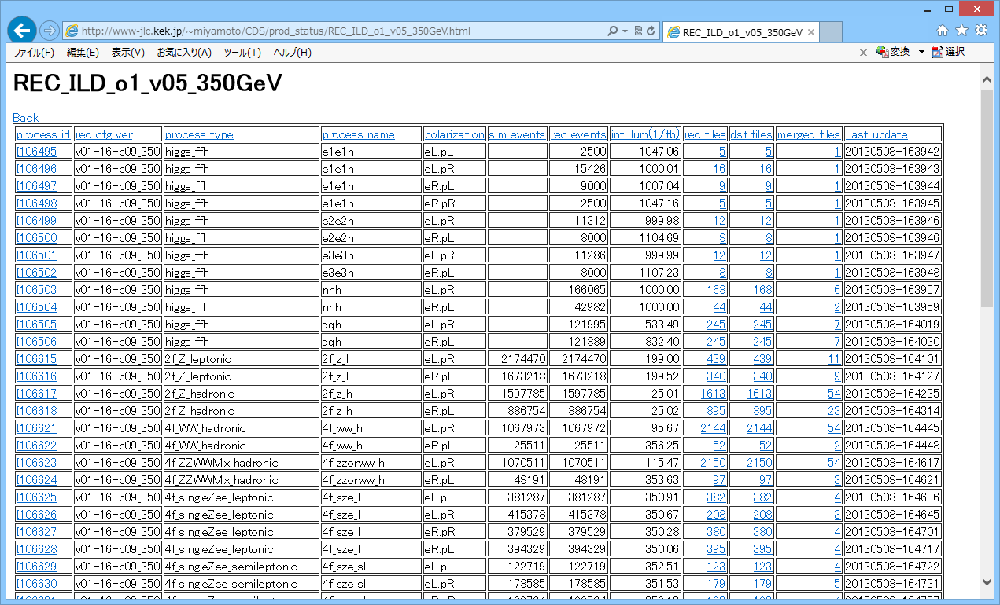 http://www-jlc.kek.jp/~miyamoto/CDS/prod_status/REC_ILD_o1_v05_350GeV.html
REC_ILD_o1_v05_350GeV
ファイル(F) 編集(E) 表示(V) お気に入り(A) ツール(T) ヘルプ(H)
x 変換 選択
REC_ILD_o1_v05_350GeV
Back
process id rec cfg ver process type process name polarization sim events rec events int. lum(1/fb) rec files dst files merged files Last update
I106495 v01-16-p09_350 higgs_ffh e1e1h eL.pL 2500 1047.06 5 5 1 20130508-163942
I106496 v01-16-p09_350 higgs_ffh e1e1h eL.pR 15426 1000.01 16 16 1 20130508-163943
I106497 v01-16-p09_350 higgs_ffh e1e1h eR.pL 9000 1007.04 9 9 1 20130508-163944
I106498 v01-16-p09_350 higgs_ffh e1e1h eR.pR 2500 1047.16 5 5 1 20130508-163945
I106499 v01-16-p09_350 higgs_ffh e2e2h eL.pR 11312 999.98 12 12 1 20130508-163946
I106500 v01-16-p09_350 higgs_ffh e2e2h eR.pL 8000 1104.69 8 8 1 20130508-163946
I106501 v01-16-p09_350 higgs_ffh e3e3h eL.pR 11286 999.99 12 12 1 20130508-163947
I106502 v01-16-p09_350 higgs_ffh e3e3h eR.pL 8000 1107.23 8 8 1 20130508-163948
I106503 v01-16-p09_350 higgs_ffh nnh eL.pR 166065 1000.00 168 168 6 20130508-163957
I106504 v01-16-p09_350 higgs_ffh nnh eR.pL 42982 1000.00 44 44 2 20130508-163959
I106505 v01-16-p09_350 higgs_ffh qqh eL.pR 121995 533.49 245 245 7 20130508-164019
I106506 v01-16-p09_350 higgs_ffh qqh eR.pL 121889 832.40 245 245 7 20130508-164030
I106615 v01-16-p09_350 2f_Z_leptonic 2f_z_l eL.pR 2174470 2174470 199.00 439 439 11 20130508-164101
I106616 v01-16-p09_350 2f_Z_leptonic 2f_z_l eR.pL 1673218 1673218 199.52 340 340 9 20130508-164127
I106617 v01-16-p09_350 2f_Z_hadronic 2f_z_h eL.pR 1597785 1597785 25.01 1613 1613 54 20130508-164235
I106618 v01-16-p09_350 2f_Z_hadronic 2f_z_h eR.pL 886754 886754 25.02 895 895 23 20130508-164314
I106621 v01-16-p09_350 4f_WW_hadronic 4f_ww_h eL.pR 1067973 1067972 95.67 2144 2144 54 20130508-164445
I106622 v01-16-p09_350 4f_WW_hadronic 4f_ww_h eR.pL 25511 25511 356.25 52 52 2 20130508-164448
I106623 v01-16-p09_350 4f_ZZWWMix_hadronic 4f_zzorww_h eL.pR 1070511 1070511 115.47 2150 2150 54 20130508-164617
I106624 v01-16-p09_350 4f_ZZWWMix_hadronic 4f_zzorww_h eR.pL 48191 48191 353.63 97 97 3 20130508-164621
I106625 v01-16-p09_350 4f_singleZee_leptonic 4f_sze_l eL.pL 381287 381287 350.91 382 382 4 20130508-164636
I106626 v01-16-p09_350 4f_singleZee_leptonic 4f_sze_l eL.pR 415378 415378 350.67 208 208 3 20130508-164645
I106627 v01-16-p09_350 4f_singleZee_leptonic 4f_sze_l eR.pL 379529 379529 350.28 380 380 4 20130508-164701
I106628 v01-16-p09_350 4f_singleZee_leptonic 4f_sze_l eR.pR 394329 394329 350.06 395 395 4 20130508-164717
I106629 v01-16-p09_350 4f_singleZee_semileptonic 4f_sze_sl eL.pL 122719 122719 352.51 123 123 4 20130508-164722
I106630 v01-16-p09_350 4f_singleZee_semileptonic 4f_sze_sl eL.pR 178585 178585 351.53 179 179 5 20130508-164731